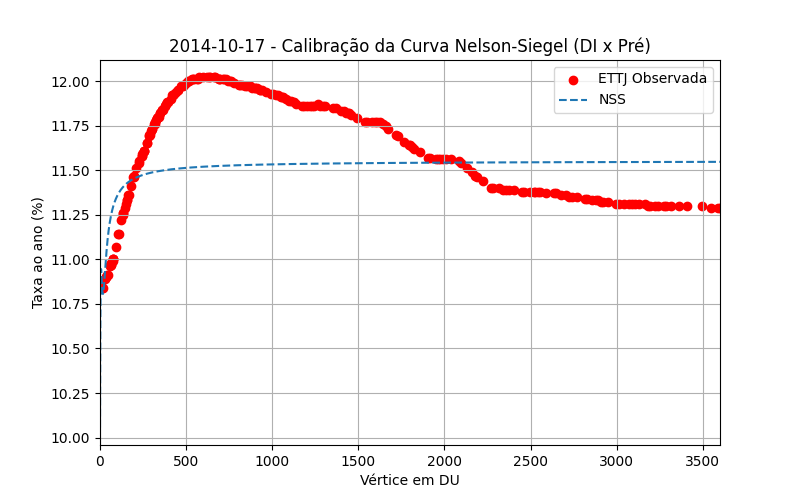 2014-10-17 - Calibração da Curva Nelson-Siegel (DI x Pré)
ETTJ Observada
NSS
Taxa ao ano (%)
12.00
11.75
11.50
11.25
11.00
10.75
10.50
10.25
10.00
0 500 1000 1500 2000 2500 3000 3500
Vértice em DU